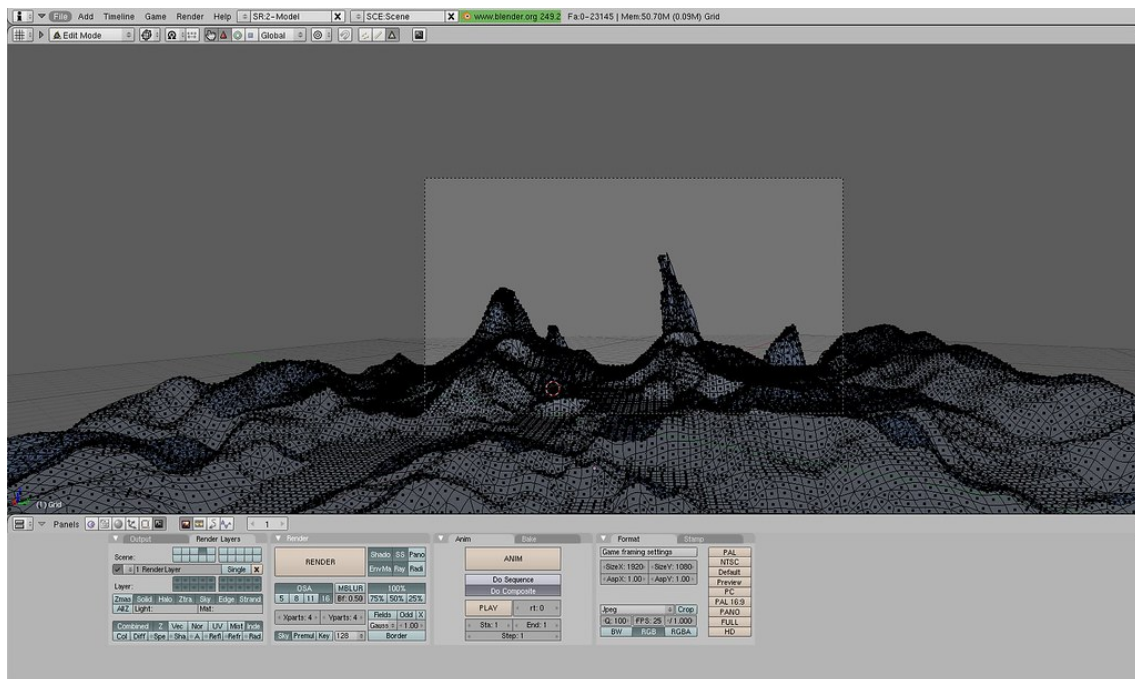 File Add Timeline Game Render Help SR:2-Model X SCE:Scene X www.blender.org 249.2 Fa:0-23145 | Mem:50.70M (0.09M) Grid
Edit Mode Global
(1) Grid
Panels 1
Output Render Layers
Scene:
1 RenderLayer Single X
Layer:
Zmas Solid Halo Ztra Sky Edge Strand
AllZ Light: Mat:
Combined Z Vec Nor UV Mist Inde
Col Diff Spe Sha A Refl Refr Rad
Render
RENDER Shado SS Pano
EnvMa Ray Radi
OSA MBLUR 100%
5 8 11 16 Bf: 0.50 75% 50% 25%
Xparts: 4 Yparts: 4 Fields Odd X
Gauss 1.00
Sky Premul Key 128 Border
Anim Bake
ANIM
Do Sequence
Do Composite
PLAY rt: 0
Sta: 1 End: 1
Step: 1
Format Stamp
Game framing settings PAL
NTSC
SizeX: 1920 SizeY: 1080 Default
AspX: 1.00 AspY: 1.00 Preview
PC
PAL 16:9
Jpeg Crop PANO
Q: 100 FPS: 25 /1.000 FULL
BW RGB RGBA HD